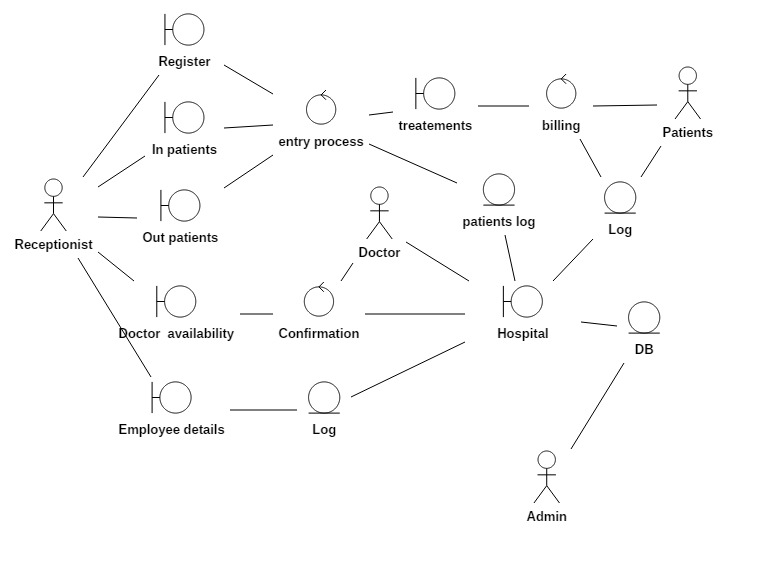 Register
In patients
entry process
treatements
billing
Patients
Out patients
patients log
Log
Receptionist
Doctor
Doctor availability
Confirmation
Hospital
DB
Employee details
Log
Admin